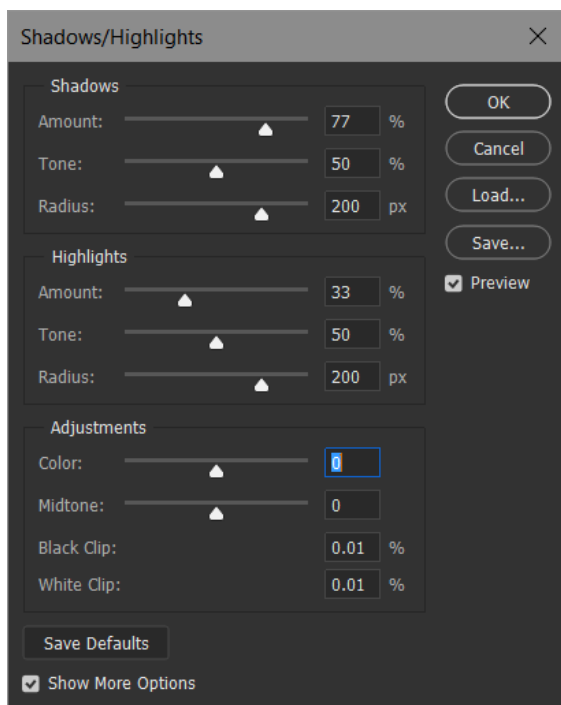 Shadows/Highlights
Shadows
Amount: 77 %
Tone: 50 %
Radius: 200 px
Highlights
Amount: 33 %
Tone: 50 %
Radius: 200 px
Adjustments
Color: 0
Midtone: 0
Black Clip: 0.01 %
White Clip: 0.01 %
Save Defaults
Show More Options
OK
Cancel
Load...
Save...
Preview